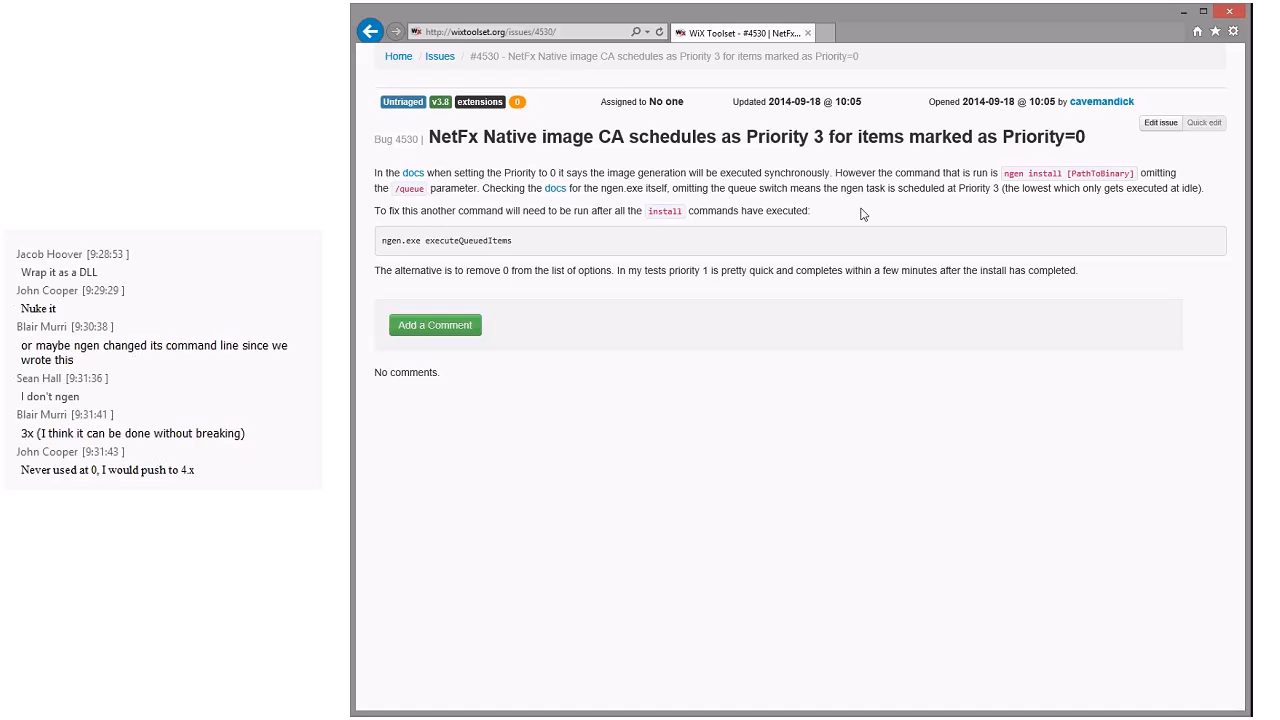 Jacob Hoover [9:28:53 ]
Wrap it as a DLL
John Cooper [9:29:29 ]
Nuke it
Blair Murri [9:30:38 ]
or maybe ngen changed its command line since we
wrote this
Sean Hall [9:31:36 ]
I don't ngen
Blair Murri [9:31:41 ]
3x (I think it can be done without breaking)
John Cooper [9:31:43 ]
Never used at 0, I would push to 4.x
http://wixtoolset.org/issues/4530/
WiX Toolset - #4530 | NetFx...
Home / Issues / #4530 - NetFx Native image CA schedules as Priority 3 for items marked as Priority=0
Untriaged v3.8 extensions 0 Assigned to No one Updated 2014-09-18 @ 10:05 Opened 2014-09-18 @ 10:05 by cavemandick
Edit issue Quick edit
Bug 4530 | NetFx Native image CA schedules as Priority 3 for items marked as Priority=0
In the docs when setting the Priority to 0 it says the image generation will be executed synchronously. However the command that is run is ngen install [PathToBinary] omitting
the /queue parameter. Checking the docs for the ngen.exe itself, omitting the queue switch means the ngen task is scheduled at Priority 3 (the lowest which only gets executed at idle).
To fix this another command will need to be run after all the install commands have executed:
ngen.exe executeQueuedItems
The alternative is to remove 0 from the list of options. In my tests priority 1 is pretty quick and completes within a few minutes after the install has completed.
Add a Comment
No comments.